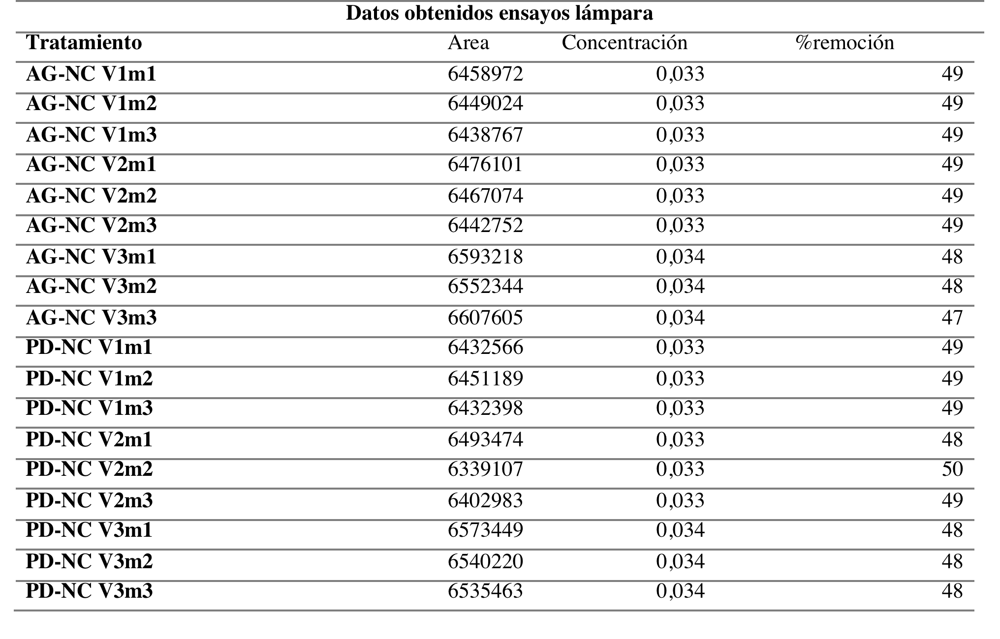 Datos obtenidos ensayos lámpara
Tratamiento Area Concentración %remoción
AG-NC V1m1 6458972 0,033 49
AG-NC V1m2 6449024 0,033 49
AG-NC V1m3 6438767 0,033 49
AG-NC V2m1 6476101 0,033 49
AG-NC V2m2 6467074 0,033 49
AG-NC V2m3 6442752 0,033 49
AG-NC V3m1 6593218 0,034 48
AG-NC V3m2 6552344 0,034 48
AG-NC V3m3 6607605 0,034 47
PD-NC V1m1 6432566 0,033 49
PD-NC V1m2 6451189 0,033 49
PD-NC V1m3 6432398 0,033 49
PD-NC V2m1 6493474 0,033 48
PD-NC V2m2 6339107 0,033 50
PD-NC V2m3 6402983 0,033 49
PD-NC V3m1 6573449 0,034 48
PD-NC V3m2 6540220 0,034 48
PD-NC V3m3 6535463 0,034 48